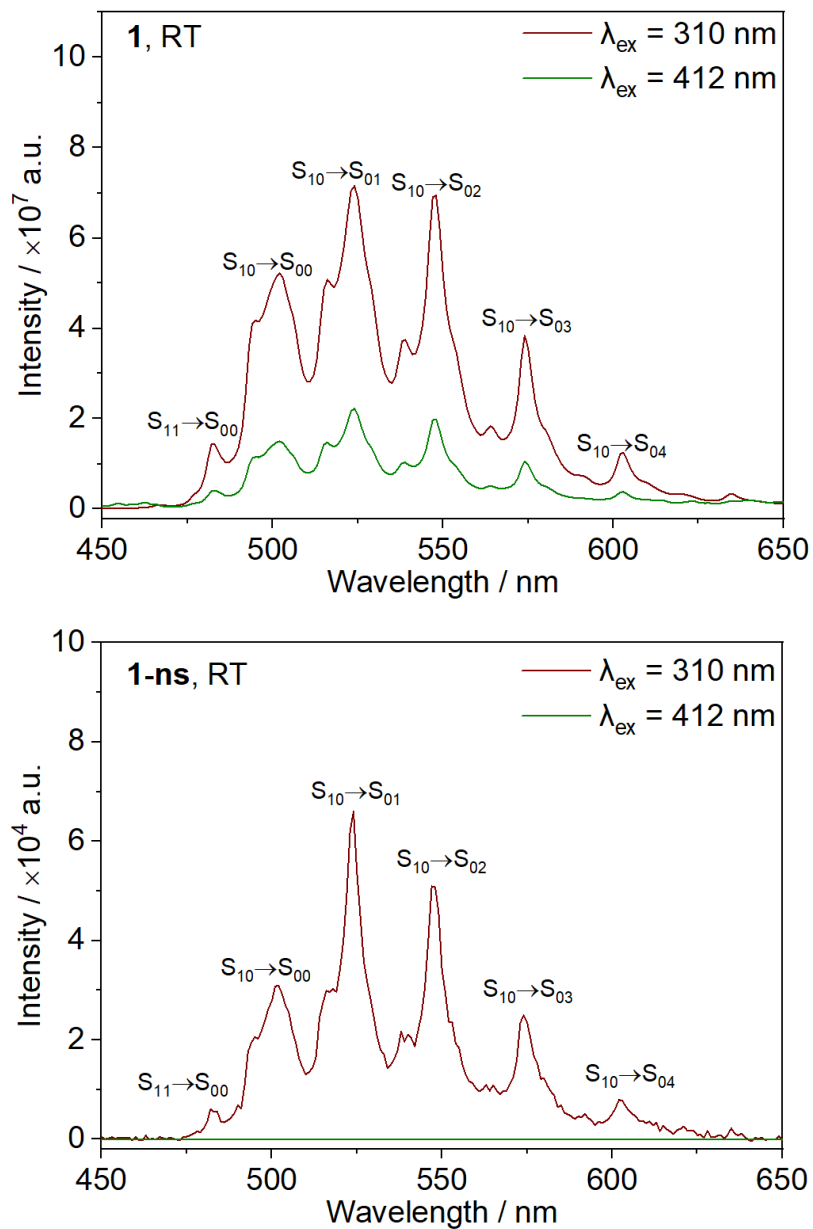 1, RT
λex = 310 nm
λex = 412 nm
S10→S01
S10→S02
S10→S00
S10→S03
S11→S00
S10→S04
Intensity / ×10⁷ a.u.
10
8
6
4
2
0
450 500 550 600 650
Wavelength / nm
1-ns, RT
λex = 310 nm
λex = 412 nm
S10→S01
S10→S02
S10→S00
S10→S03
S11→S00
S10→S04
Intensity / ×10⁴ a.u.
10
8
6
4
2
0
450 500 550 600 650
Wavelength / nm